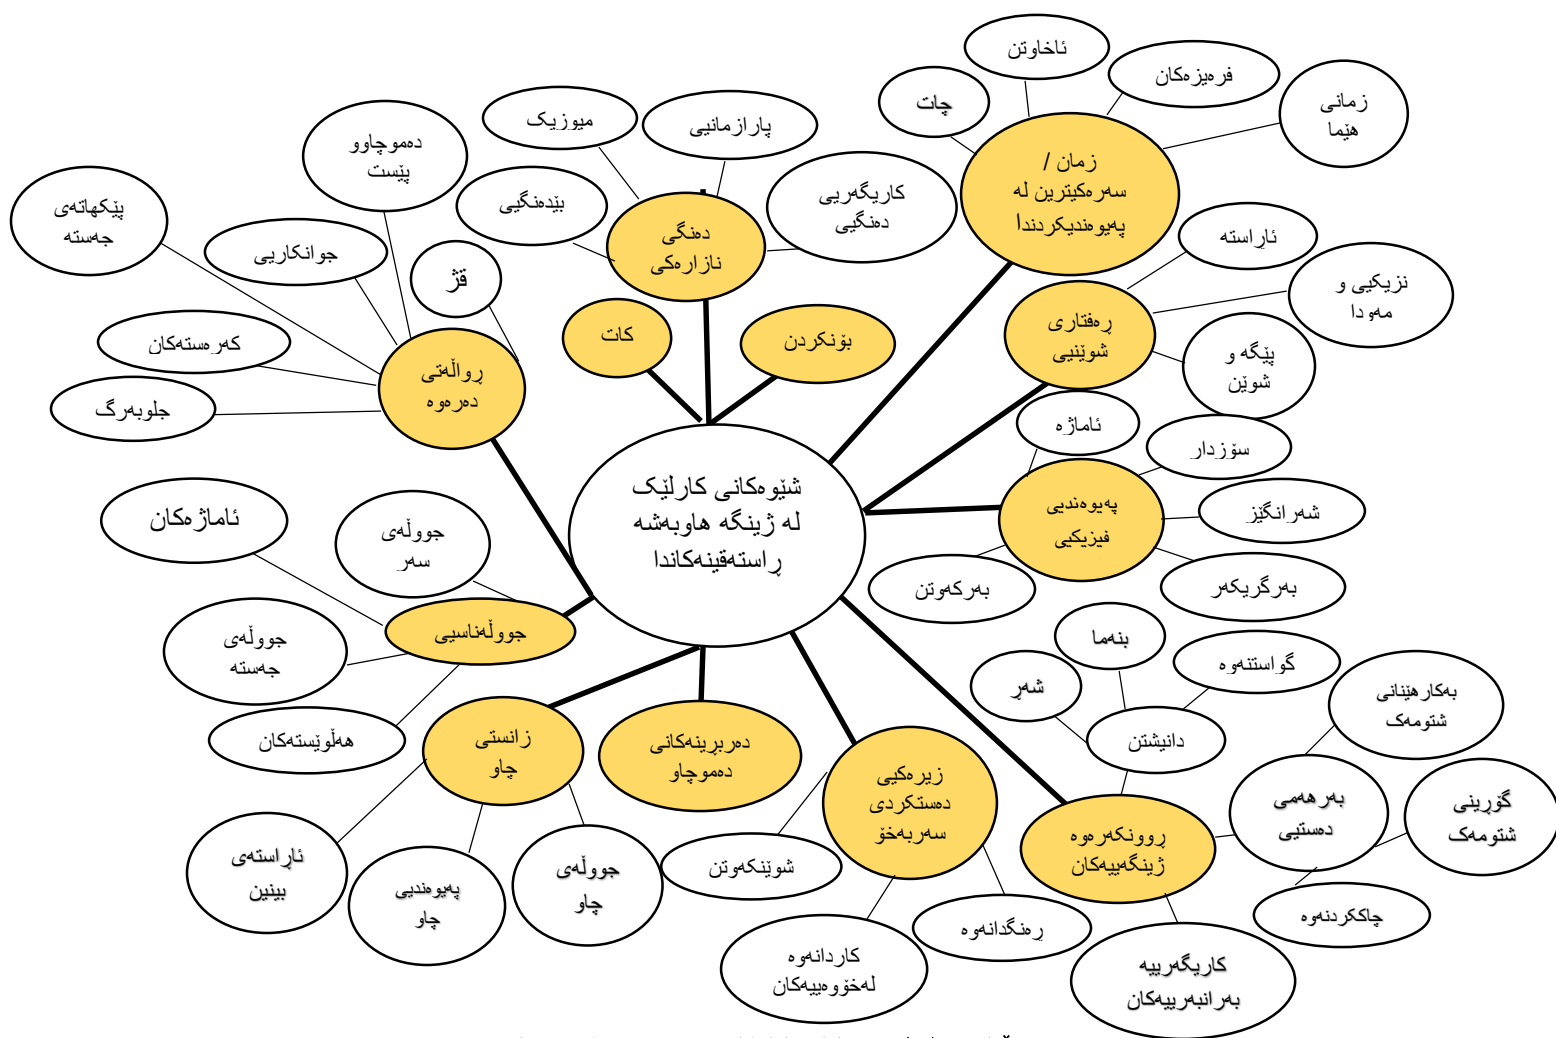 ئاخاوتن
فرەیزەکان
چات
زمانی
هێما
زمان /
سەرەکیترین لە
پەیوەندیکردندا
میوزیک
پارازمانیی
دەموچاوو
پێست
بێدەنگیی
کاریگەریی
دەنگیی
دەنگی
نازارەکی
پێکهاتەی
جەستە
جوانکاریی
قژ
ئاڕاستە
نزیکیی و
مەودا
ڕەفتاری
شوێنیی
پێگە و
شوێن
کات
بۆنکردن
کەرەستەکان
ڕواڵەتی
دەرەوە
جلوبەرگ
ئاماژە
سۆزدار
شەرانگێز
پەیوەندیی
فیزیکیی
بەرکەوتن
بەرگریکەر
شێوەکانی کارلێک
لە ژینگە هاوبەشە
ڕاستەقینەکاندا
ئاماژەکان
جووڵەی
سەر
جووڵەناسیی
جووڵەی
جەستە
هەڵوێستەکان
بنەما
گواستنەوە
شەڕ
دانیشتن
بەکارهێنانی
شتومەک
زانستی
چاو
دەربڕینەکانی
دەموچاو
زیرەکیی
دەستکردی
سەربەخۆ
ڕوونکەرەوە
ژینگەییەکان
بەرهەمی
دەستیی
گۆڕینی
شتومەک
چاککردنەوە
ئاڕاستەی
بینین
پەیوەندیی
چاو
جووڵەی
چاو
شوێنکەوتن
کاردانەوە
لەخۆوەییەکان
ڕەنگدانەوە
کاریگەرییە
بەرانبەرییەکان